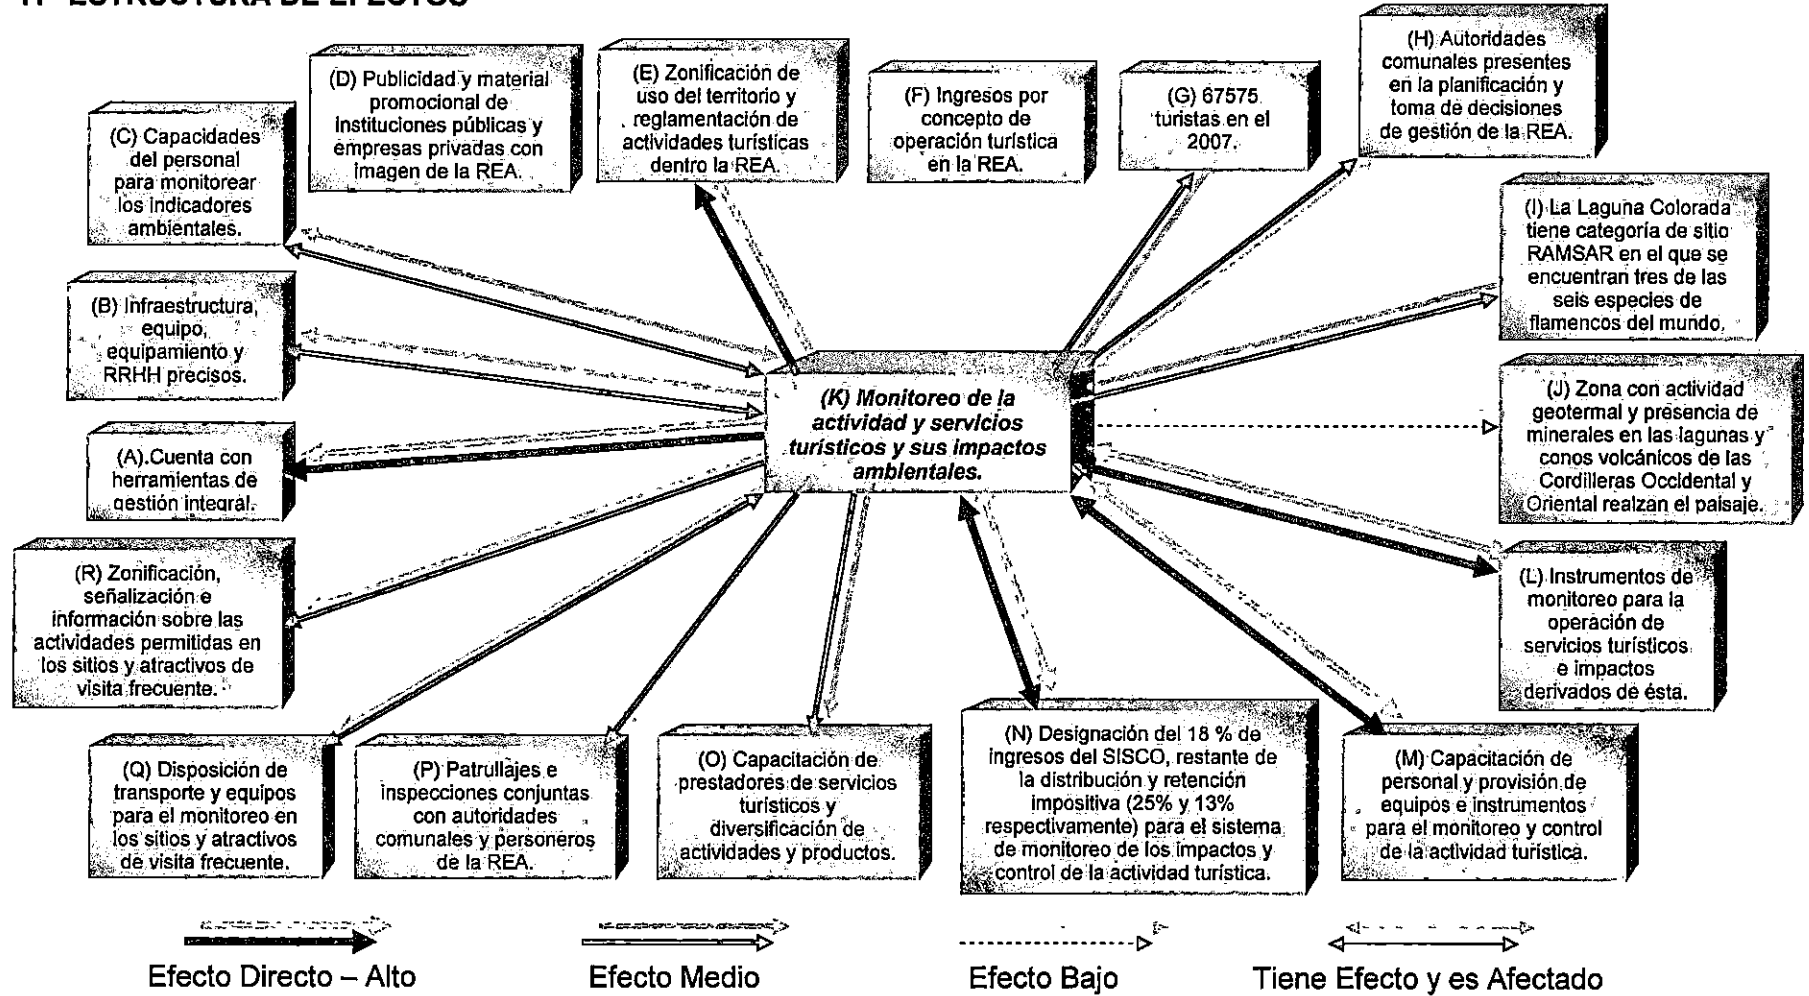 ESTRUCTURA DE EFECTOS
(C) Capacidades
del personal
para monitorear
los indicadores
ambientales.
(D) Publicidad y material
promocional de
instituciones públicas y
empresas privadas con
imagen de la REA.
(E) Zonificación de
uso del territorio y
reglamentación de
actividades turísticas
dentro la REA.
(F) Ingresos por
concepto de
operación turística
en la REA.
(G) 67575
turistas en el
2007.
(H) Autoridades
comunales presentes
en la planificación y
toma de decisiones
de gestión de la REA.
(I) La Laguna Colorada
tiene categoría de sitio
RAMSAR en el que se
encuentran tres de las
seis especies de
flamencos del mundo.
(B) Infraestructura,
equipo,
equipamiento y
RRHH precisos.
(K) Monitoreo de la
actividad y servicios
turísticos y sus impactos
ambientales.
(J) Zona con actividad
geotermal y presencia de
minerales en las lagunas y
conos volcánicos de las
Cordilleras Occidental y
Oriental realzan el paisaje.
(A).Cuenta con
herramientas de
gestión integral.
(R) Zonificación,
señalización e
información sobre las
actividades permitidas en
los sitios y atractivos de
visita frecuente.
(L) Instrumentos de
monitoreo para la
operación de
servicios turísticos
e impactos
derivados de ésta.
(Q) Disposición de
transporte y equipos
para el monitoreo en
los sitios y atractivos
de visita frecuente.
(P) Patrullajes e
inspecciones conjuntas
con autoridades
comunales y personeros
de la REA.
(O) Capacitación de
prestadores de servicios
turísticos y
diversificación de
actividades y productos.
(N) Designación del 18 % de
ingresos del SISCO, restante de
la distribución y retención
impositiva (25% y 13%
respectivamente) para el sistema
de monitoreo de los impactos y
control de la actividad turística.
(M) Capacitación de
personal y provisión de
equipos e instrumentos
para el monitoreo y control
de la actividad turística.
Efecto Directo – Alto
Efecto Medio
Efecto Bajo
Tiene Efecto y es Afectado